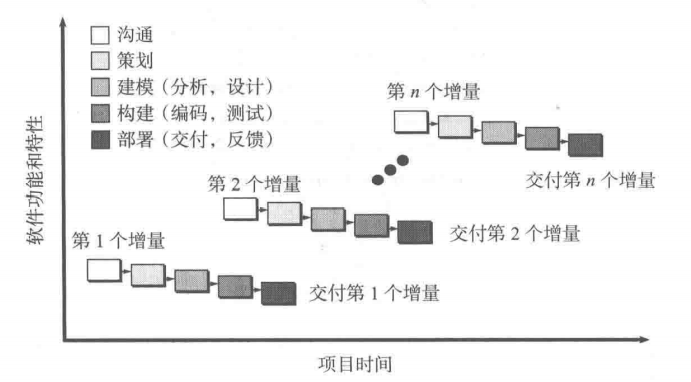 沟通
策划
建模（分析，设计）
构建（编码，测试）
部署（交付，反馈）
第 n 个增量
交付第 n 个增量
第 2 个增量
交付第 2 个增量
第 1 个增量
交付第 1 个增量
软件功能和特性
项目时间